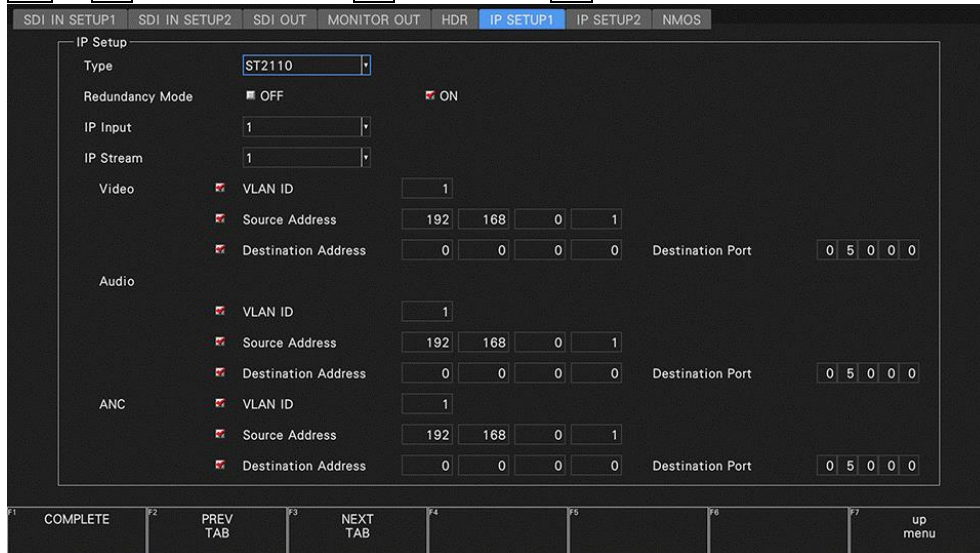 SDI IN SETUP1 SDI IN SETUP2 SDI OUT MONITOR OUT HDR IP SETUP1 IP SETUP2 NMOS
IP Setup
Type ST2110
Redundancy Mode OFF ON
IP Input 1
IP Stream 1
Video VLAN ID 1
Source Address 192 168 0 1
Destination Address 0 0 0 0 Destination Port 0 5 0 0 0
Audio
VLAN ID 1
Source Address 192 168 0 1
Destination Address 0 0 0 0 Destination Port 0 5 0 0 0
ANC VLAN ID 1
Source Address 192 168 0 1
Destination Address 0 0 0 0 Destination Port 0 5 0 0 0
F1 COMPLETE F2 PREV F3 NEXT F4 F5 F6 F7 up
TAB TAB menu